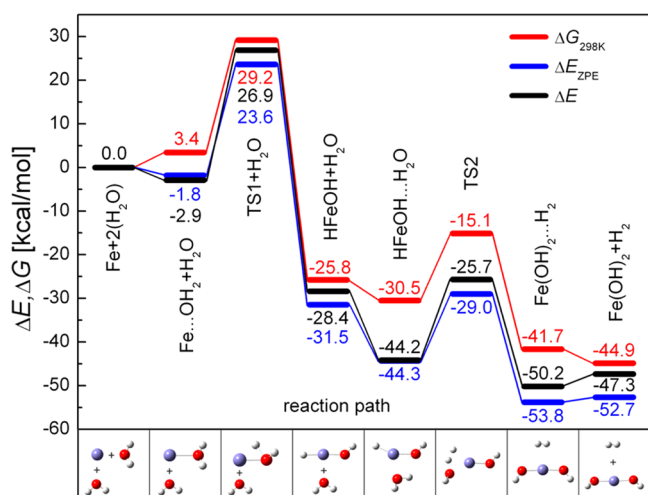 ΔE,ΔG [kcal/mol]
30
20
10
0
-10
-20
-30
-40
-50
-60
ΔG298K
ΔEZPE
ΔE
0.0
Fe+2(H2O)
3.4
-1.8
-2.9
Fe...OH2+H2O
29.2
26.9
23.6
TS1+H2O
HFeOH+H2O
-25.8
-28.4
-31.5
HFeOH...H2O
-30.5
-44.2
-44.3
TS2
-15.1
-25.7
-29.0
Fe(OH)2...H2
-41.7
-50.2
-53.8
Fe(OH)2+H2
-44.9
-47.3
-52.7
reaction path
+
+
+
+
+
+